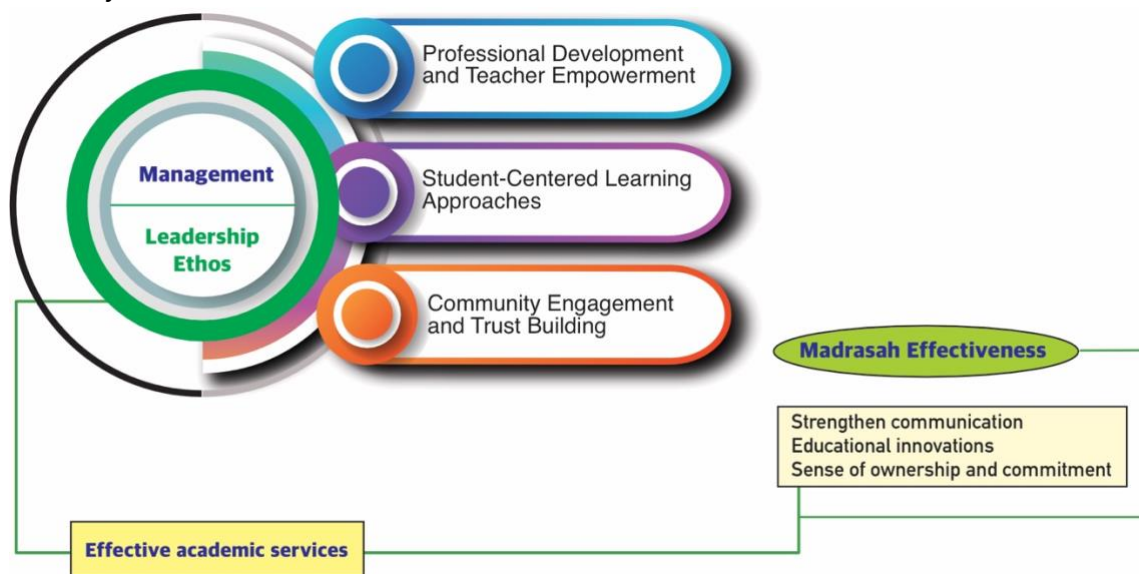 Professional Development
and Teacher Empowerment
Management
Leadership
Ethos
Student-Centered Learning
Approaches
Community Engagement
and Trust Building
Madrasah Effectiveness
Strengthen communication
Educational innovations
Sense of ownership and commitment
Effective academic services